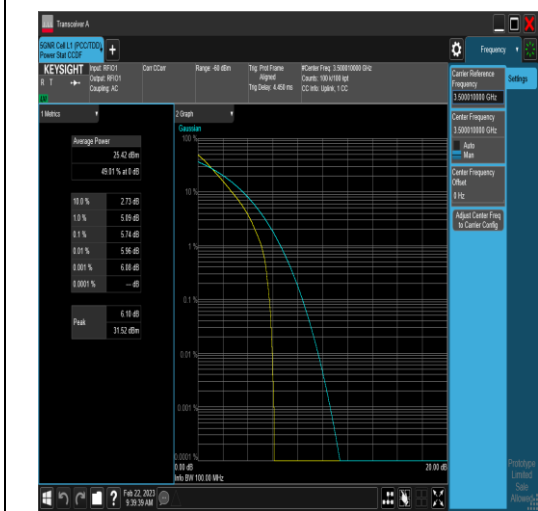 Transceiver A
5GNR Cell L1 (PCC/TDD),
Power Stat CCDF
Frequency
KEYSIGHT
R T
Input: RFIO1
Output: RFIO1
Coupling: AC
Corr CCorr
Range: -60 dBm
Trig: Prot Frame
Aligned
Trig Delay: 4.450 ms
#Center Freq: 3.500010000 GHz
Counts: 100 k/100 kpt
CC Info: Uplink, 1 CC
1 Metrics
Average Power
25.42 dBm
49.01 % at 0 dB
10.0 % 2.73 dB
1.0 % 5.09 dB
0.1 % 5.74 dB
0.01 % 5.96 dB
0.001 % 6.08 dB
0.0001 % --- dB
Peak
6.10 dB
31.52 dBm
2 Graph
Gaussian
100 %
10 %
1 %
0.1 %
0.01 %
0.001 %
0.0001 %
0.00 dB
20.00 dB
Info BW 100.00 MHz
Carrier Reference
Frequency
3.500010000 GHz
Settings
Center Frequency
3.500010000 GHz
Auto
Man
Center Frequency
Offset
0 Hz
Adjust Center Freq
to Carrier Config
Prototype
Limited
Sale
Allowed
Feb 22, 2023
9:39:39 AM